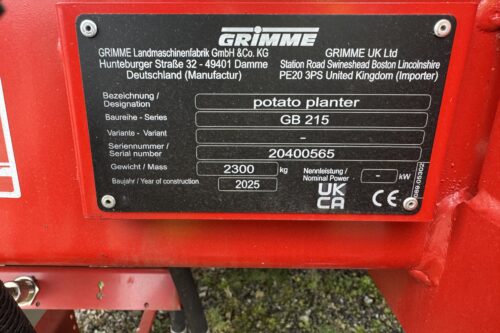 GRIMME
GRIMME Landmaschinenfabrik GmbH &Co. KG
Hunteburger Straße 32 - 49401 Damme
Deutschland (Manufactur)
GRIMME UK Ltd
Station Road Swineshead Boston Lincolnshire
PE20 3PS United Kingdom (Importer)
Bezeichnung /
Designation
potato planter
Baureihe - Series
GB 215
Variante - Variant
-
Seriennummer /
Serial number
20400565
Gewicht / Mass
2300 kg
Nennleistung /
Nominal Power
- kW
Baujahr / Year of construction
2025
UK
CA
CE
089.05302